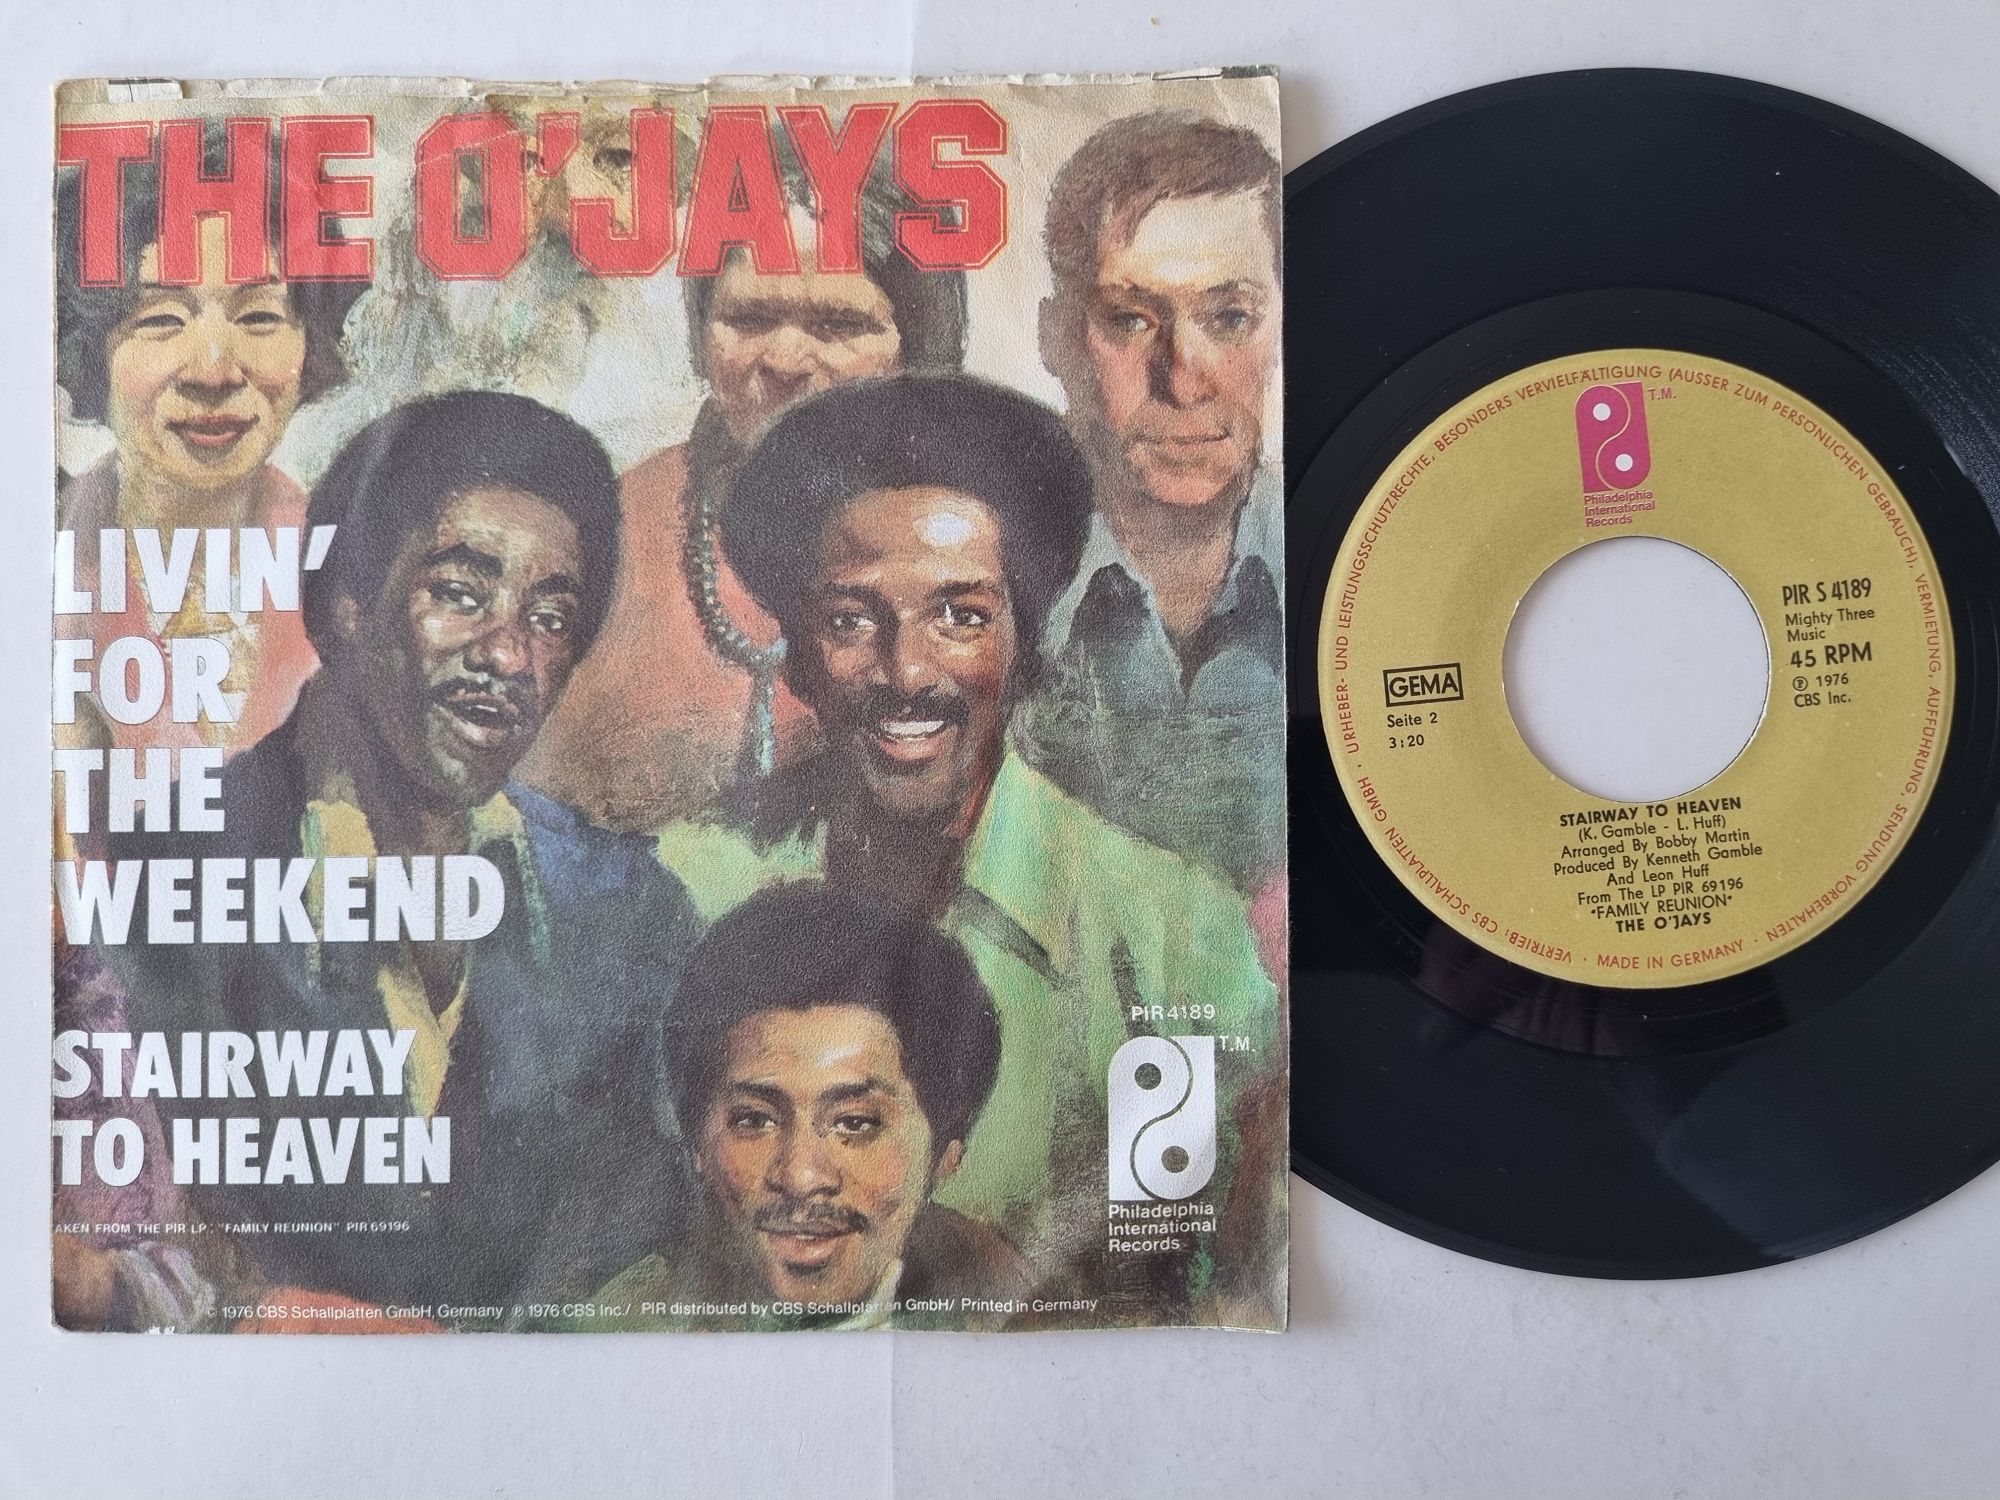 THE O'JAYS
LIVIN'
FOR
THE
WEEKEND
STAIRWAY
TO HEAVEN
AKEN FROM THE PIR LP: "FAMILY REUNION" PIR 69196
PIR 4189
T.M.
Philadelphia
International
Records
© 1976 CBS Schallplatten GmbH, Germany ℗ 1976 CBS Inc./ PIR distributed by CBS Schallplatten GmbH/ Printed in Germany
URHEBER- UND LEISTUNGSSCHUTZRECHTE, BESONDERS VERVIELFÄLTIGUNG (AUSSER ZUM PERSÖNLICHEN GEBRAUCH), VERMIETUNG, AUFFÜHRUNG, SENDUNG VORBEHALTEN · MADE IN GERMANY · VERTRIEB: CBS SCHALLPLATTEN GMBH ·
T.M.
Philadelphia
International
Records
PIR S 4189
Mighty Three
Music
45 RPM
℗ 1976
CBS Inc.
GEMA
Seite 2
3:20
STAIRWAY TO HEAVEN
(K. Gamble - L. Huff)
Arranged By Bobby Martin
Produced By Kenneth Gamble
And Leon Huff
From The LP PIR 69196
"FAMILY REUNION"
THE O'JAYS